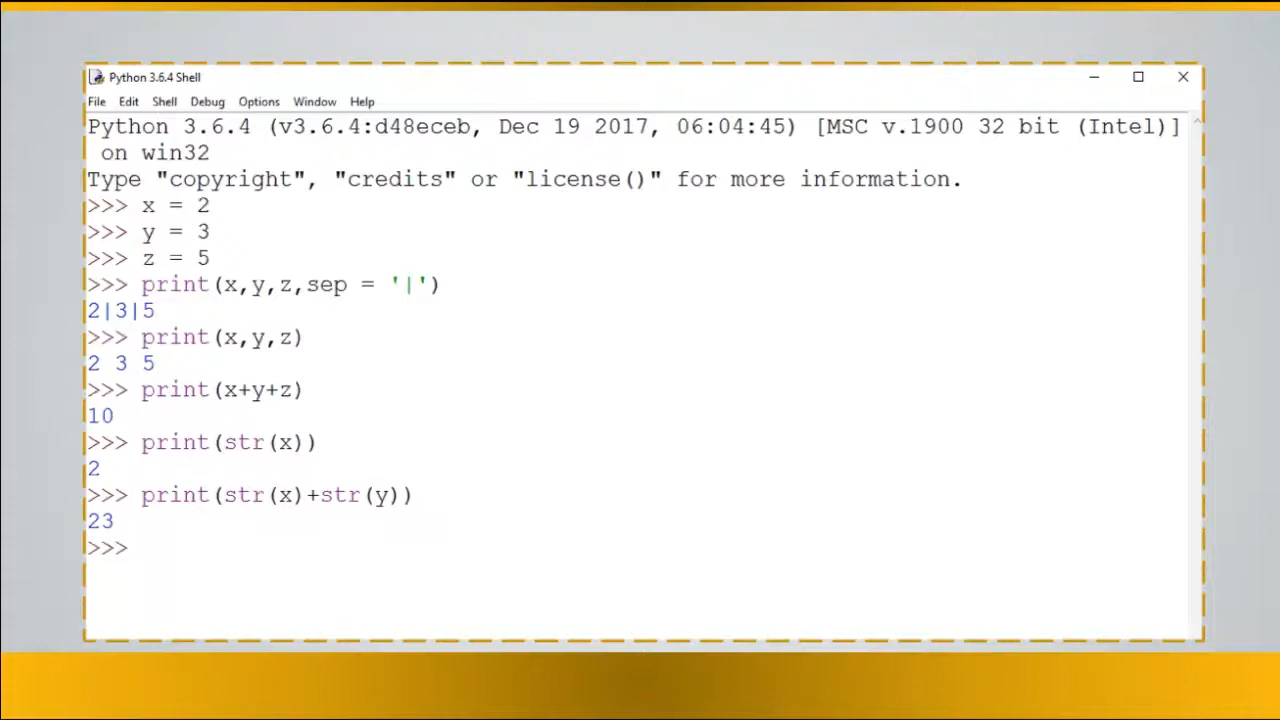 Python 3.6.4 Shell
File Edit Shell Debug Options Window Help
Python 3.6.4 (v3.6.4:d48eceb, Dec 19 2017, 06:04:45) [MSC v.1900 32 bit (Intel)]
on win32
Type "copyright", "credits" or "license()" for more information.
>>> x = 2
>>> y = 3
>>> z = 5
>>> print(x,y,z,sep = '|')
2|3|5
>>> print(x,y,z)
2 3 5
>>> print(x+y+z)
10
>>> print(str(x))
2
>>> print(str(x)+str(y))
23
>>>